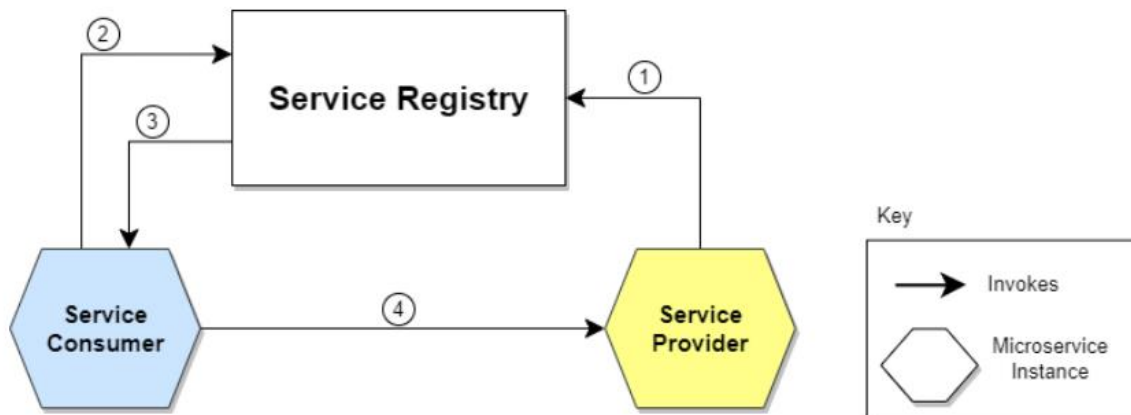 2
Service Registry
1
3
Key
Invokes
Service
Consumer
4
Service
Provider
Microservice
Instance